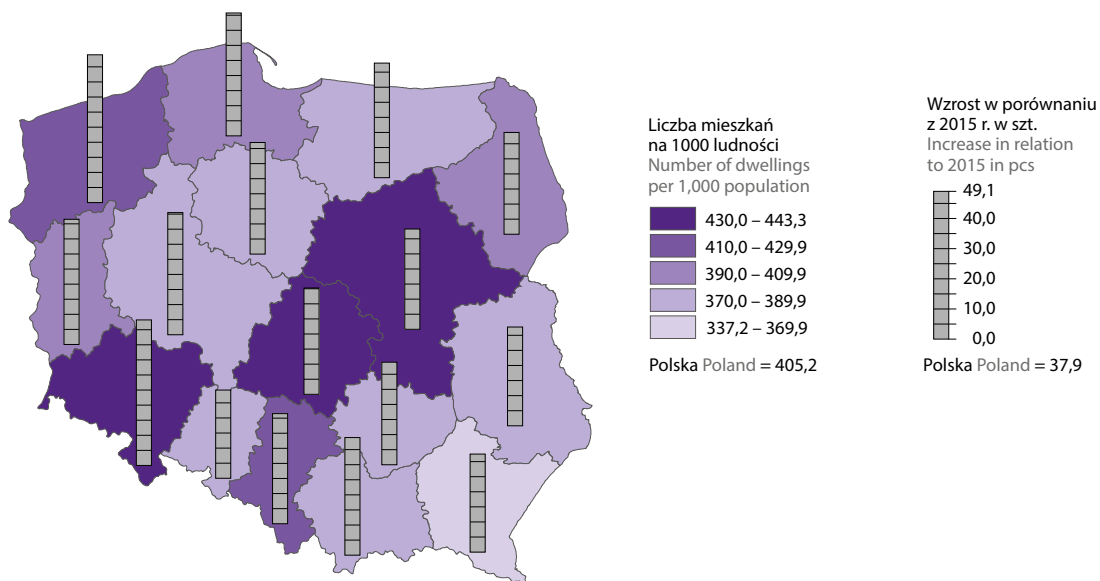 Liczba mieszkań
na 1000 ludności
Number of dwellings
per 1,000 population
430,0 – 443,3
410,0 – 429,9
390,0 – 409,9
370,0 – 389,9
337,2 – 369,9
Polska Poland = 405,2
Wzrost w porównaniu
z 2015 r. w szt.
Increase in relation
to 2015 in pcs
49,1
40,0
30,0
20,0
10,0
0,0
Polska Poland = 37,9